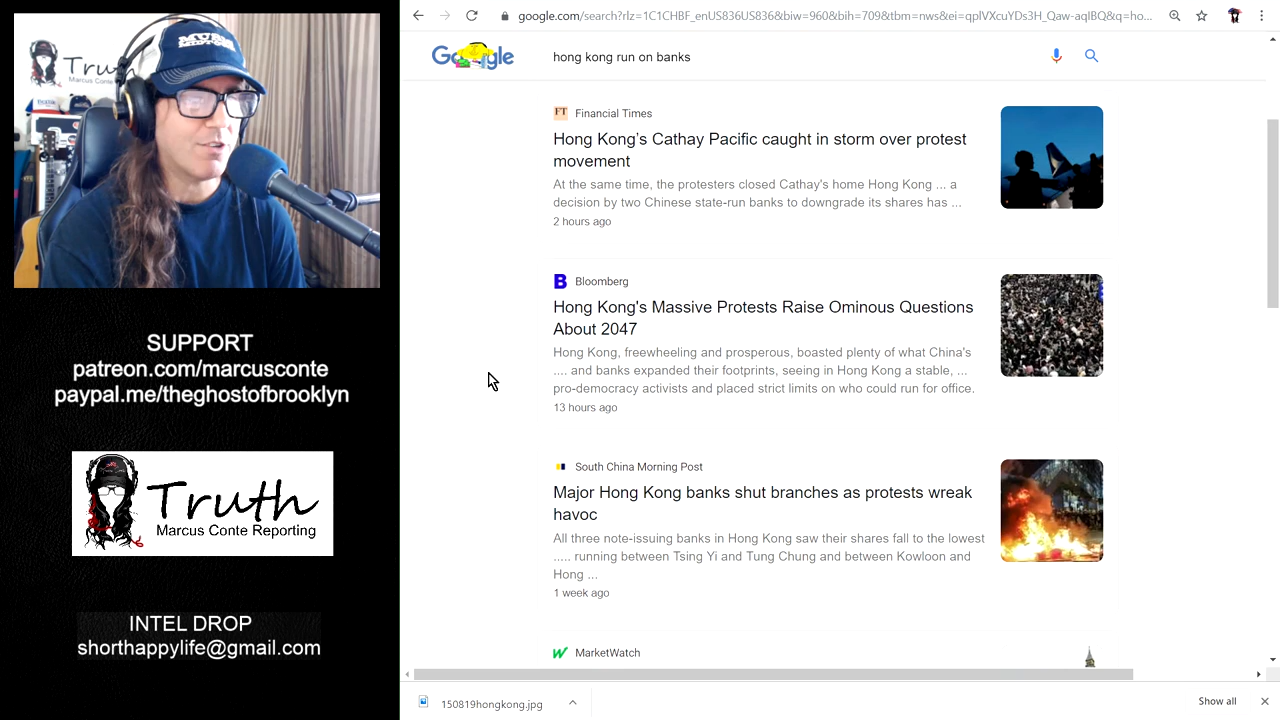 google.com/search?rlz=1C1CHBF_enUS836US836&biw=960&bih=709&tbm=nws&ei=qplVXcuYDs3H_Qaw-aqIBQ&q=ho...
Google
hong kong run on banks
MUSIC
Truth
Marcus Conte
SUPPORT
patreon.com/marcusconte
paypal.me/theghostofbrooklyn
Truth
Marcus Conte Reporting
INTEL DROP
shorthappylife@gmail.com
FT Financial Times
Hong Kong's Cathay Pacific caught in storm over protest
movement
At the same time, the protesters closed Cathay's home Hong Kong ... a
decision by two Chinese state-run banks to downgrade its shares has ...
2 hours ago
B Bloomberg
Hong Kong's Massive Protests Raise Ominous Questions
About 2047
Hong Kong, freewheeling and prosperous, boasted plenty of what China's
.... and banks expanded their footprints, seeing in Hong Kong a stable, ...
pro-democracy activists and placed strict limits on who could run for office.
13 hours ago
South China Morning Post
Major Hong Kong banks shut branches as protests wreak
havoc
All three note-issuing banks in Hong Kong saw their shares fall to the lowest
..... running between Tsing Yi and Tung Chung and between Kowloon and
Hong ...
1 week ago
MarketWatch
150819hongkong.jpg
Show all